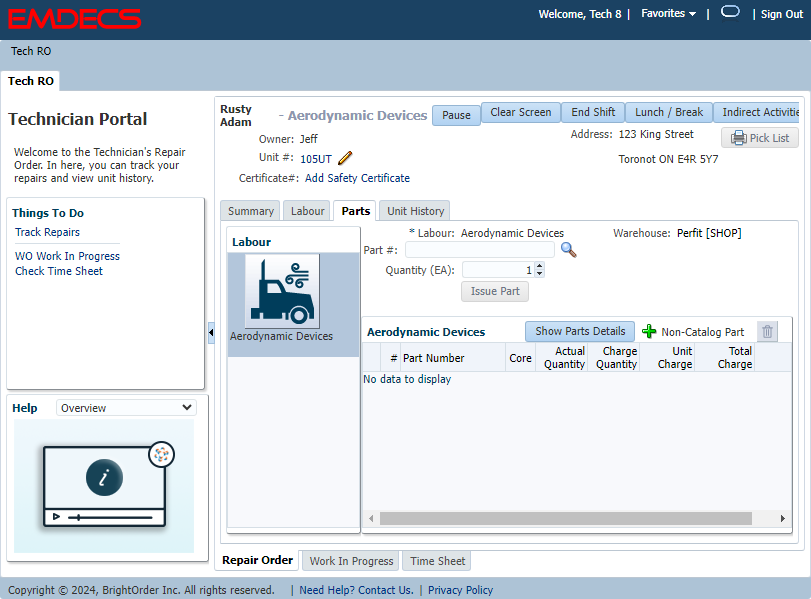 EMDECS
Welcome, Tech 8 | Favorites | | Sign Out
Tech RO
Tech RO
Technician Portal
Welcome to the Technician's Repair
Order. In here, you can track your
repairs and view unit history.
Things To Do
Track Repairs
WO Work In Progress
Check Time Sheet
Help Overview
i
Rusty
Adam
- Aerodynamic Devices
Pause Clear Screen End Shift Lunch / Break Indirect Activitie
Owner: Jeff
Unit #: 105UT
Certificate#: Add Safety Certificate
Address: 123 King Street
Toronot ON E4R 5Y7
Pick List
Summary Labour Parts Unit History
Labour
Aerodynamic Devices
* Labour: Aerodynamic Devices Warehouse: Perfit [SHOP]
Part #:
Quantity (EA): 1
Issue Part
Aerodynamic Devices Show Parts Details Non-Catalog Part
# Part Number Core Actual Quantity Charge Quantity Unit Charge Total Charge
No data to display
Repair Order Work In Progress Time Sheet
Copyright © 2024, BrightOrder Inc. All rights reserved. | Need Help? Contact Us. | Privacy Policy